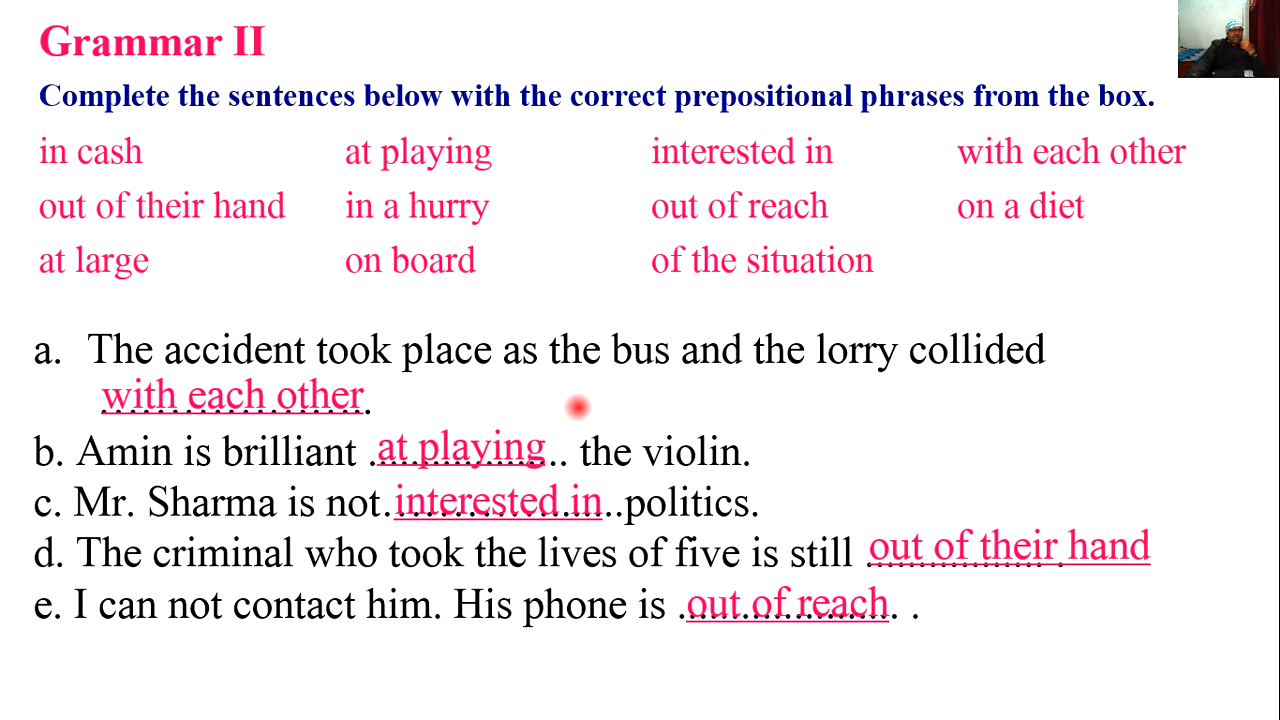 Grammar II
Complete the sentences below with the correct prepositional phrases from the box.
in cash at playing interested in with each other
out of their hand in a hurry out of reach on a diet
at large on board of the situation
a. The accident took place as the bus and the lorry collided
with each other.
b. Amin is brilliant .at playing.. the violin.
c. Mr. Sharma is not.interested in..politics.
d. The criminal who took the lives of five is still out of their hand
e. I can not contact him. His phone is .out of reach. .